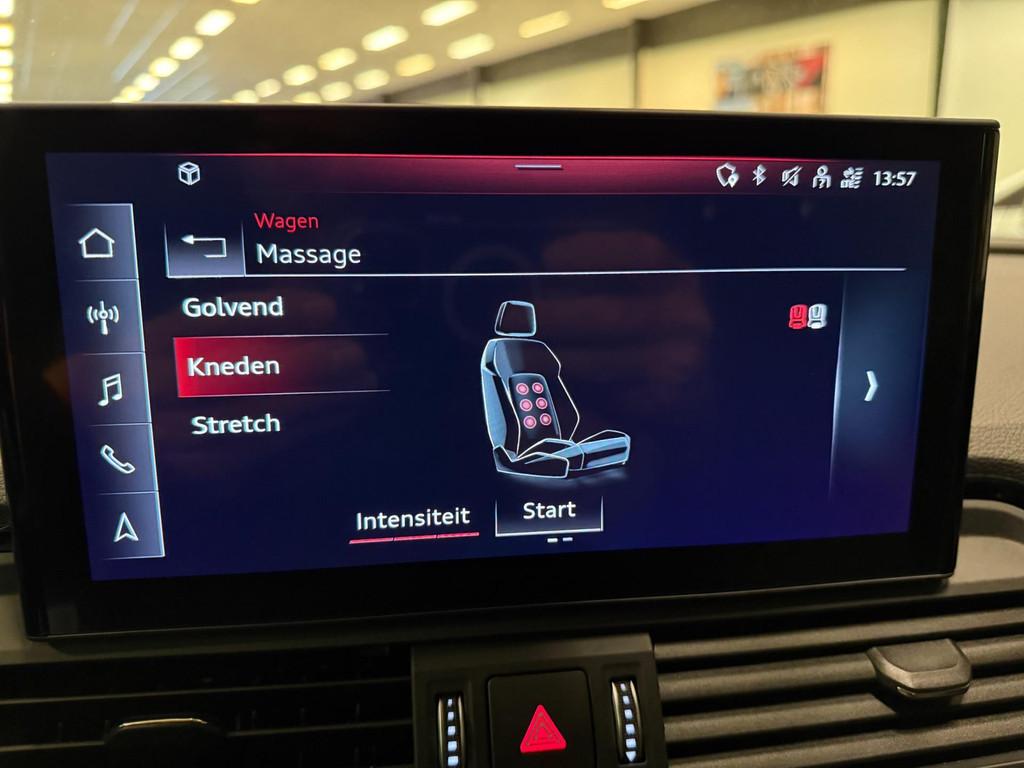 13:57
Wagen
Massage
Golvend
Kneden
Stretch
Intensiteit
Start